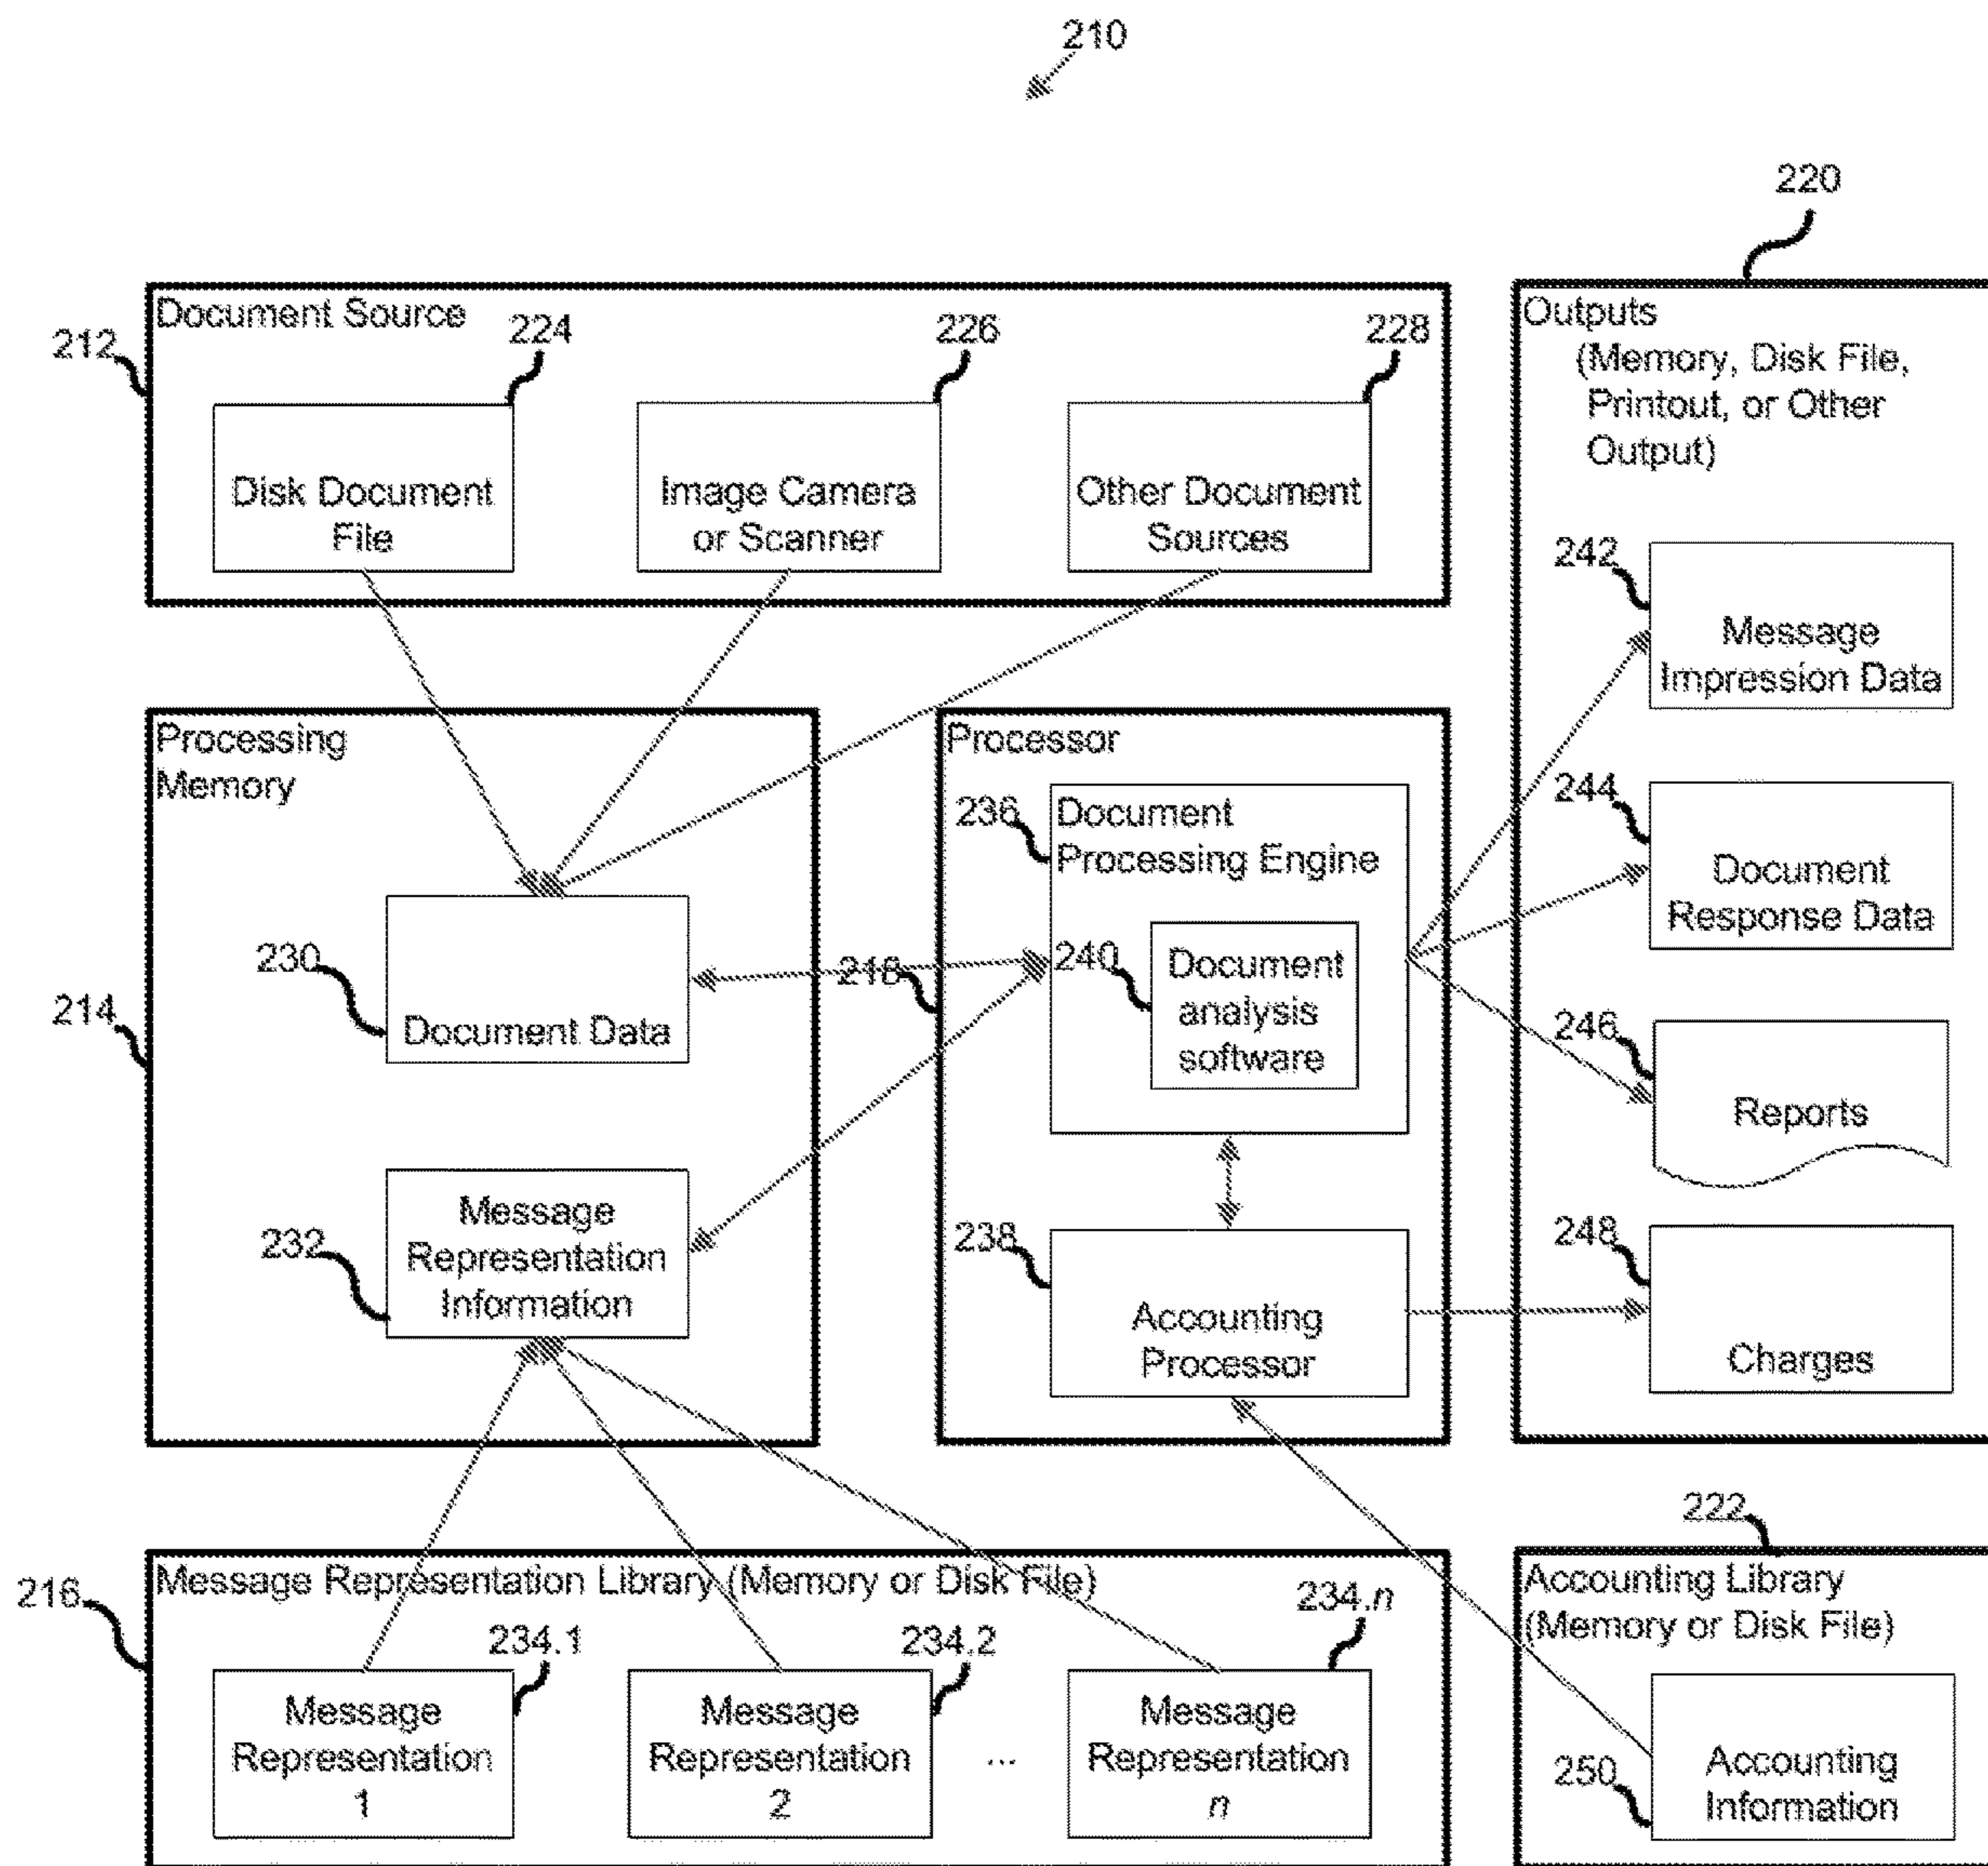 210
220
Document Source
212
224
226
228
Disk Document
File
Image Camera
or Scanner
Other Document
Sources
Outputs
(Memory, Disk File,
Printout, or Other
Output)
242
Message
Impression Data
244
Document
Response Data
246
Reports
248
Charges
Processing
Memory
214
230
Document Data
232
Message
Representation
Information
Processor
218
236
Document
Processing Engine
240
Document
analysis
software
238
Accounting
Processor
216
Message Representation Library (Memory or Disk File)
234.1
234.2
234.n
Message
Representation
1
Message
Representation
2
...
Message
Representation
n
222
Accounting Library
(Memory or Disk File)
250
Accounting
Information